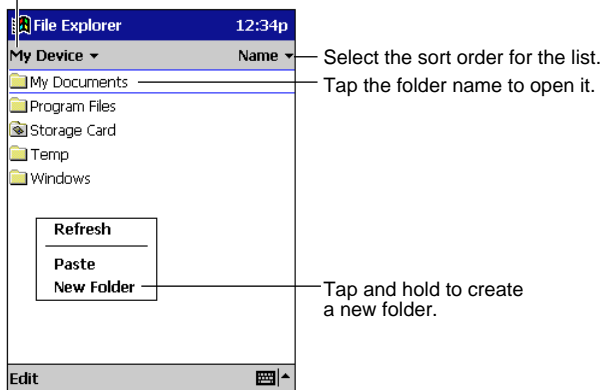 File Explorer 12:34p
My Device Name
Select the sort order for the list.
My Documents
Tap the folder name to open it.
Program Files
Storage Card
Temp
Windows
Refresh
Paste
New Folder
Tap and hold to create
a new folder.
Edit